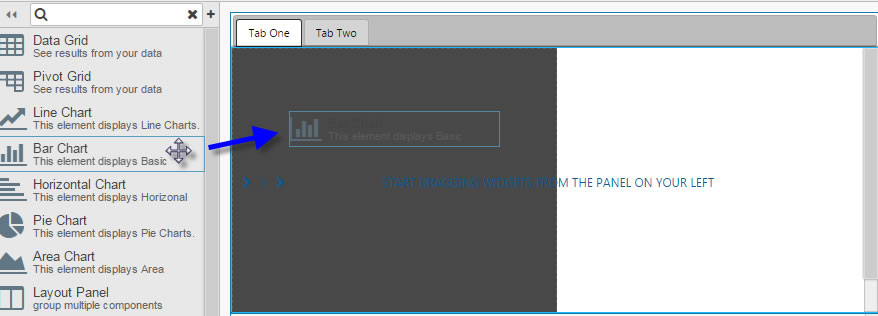 Data Grid
See results from your data
Pivot Grid
See results from your data
Line Chart
This element displays Line Charts.
Bar Chart
This element displays Basic
Horizontal Chart
This element displays Horizonal
Pie Chart
This element displays Pie Charts.
Area Chart
This element displays Area
Layout Panel
group multiple components
Tab One
Tab Two
Bar Chart
This element displays Basic
START DRAGGING WIDGETS FROM THE PANEL ON YOUR LEFT